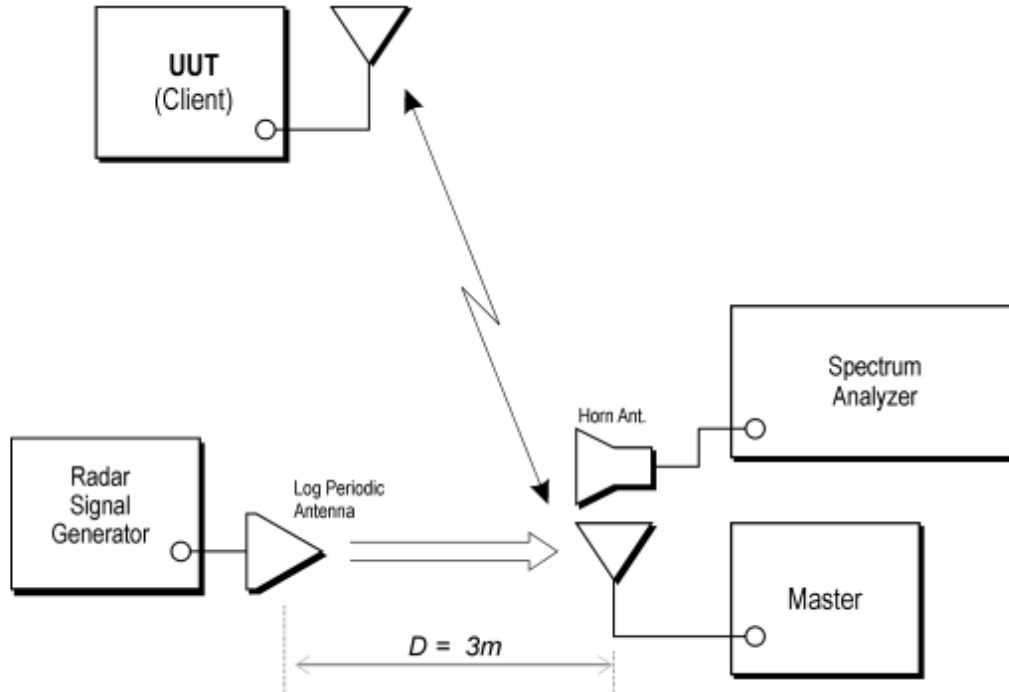 UUT
(Client)
Spectrum
Analyzer
Horn Ant.
Radar
Signal
Generator
Log Periodic
Antenna
Master
D = 3m